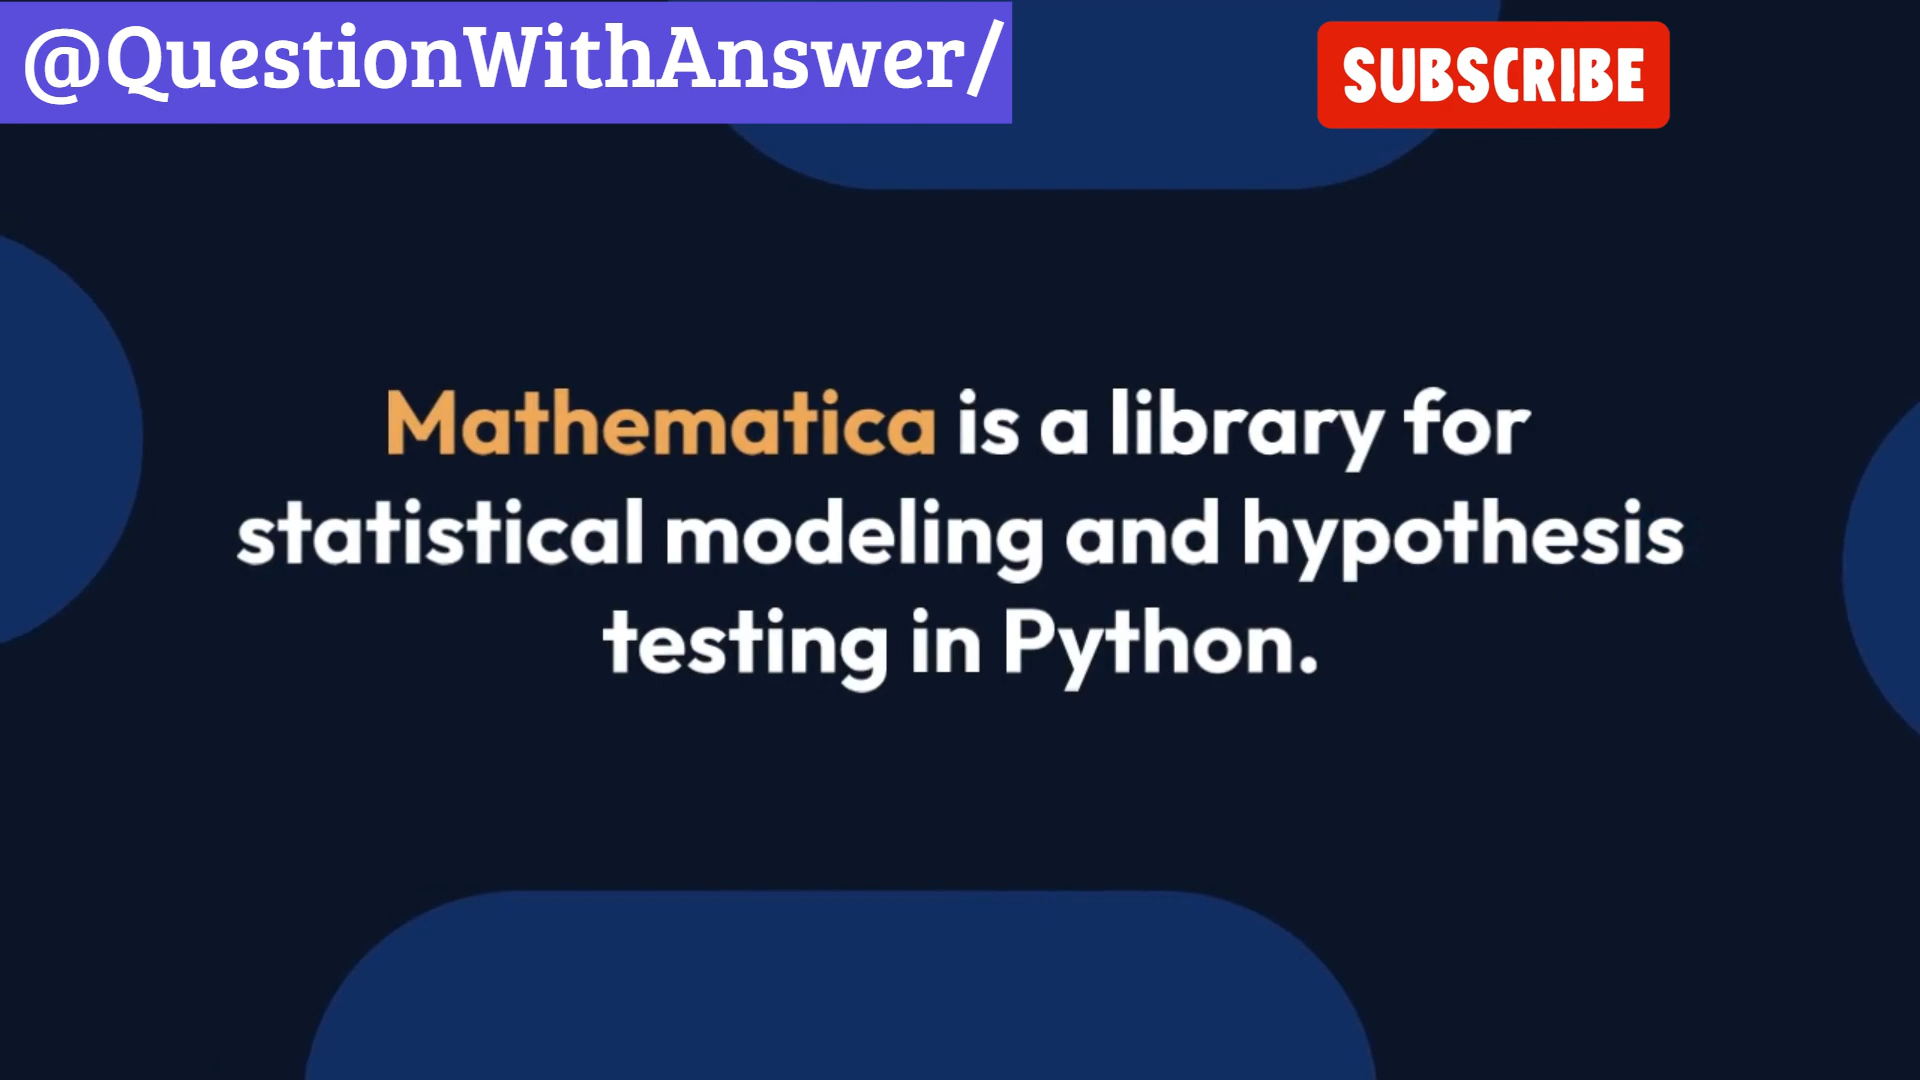 @QuestionWithAnswer/
SUBSCRIBE
Mathematica is a library for
statistical modeling and hypothesis
testing in Python.